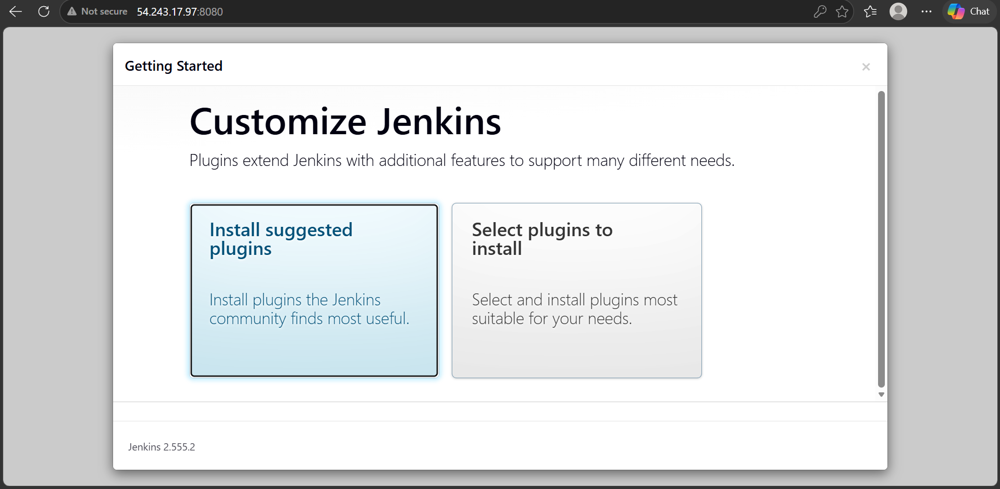 Not secure 54.243.17.97:8080
Chat
Getting Started
Customize Jenkins
Plugins extend Jenkins with additional features to support many different needs.
Install suggested
plugins
Install plugins the Jenkins
community finds most useful.
Select plugins to
install
Select and install plugins most
suitable for your needs.
Jenkins 2.555.2